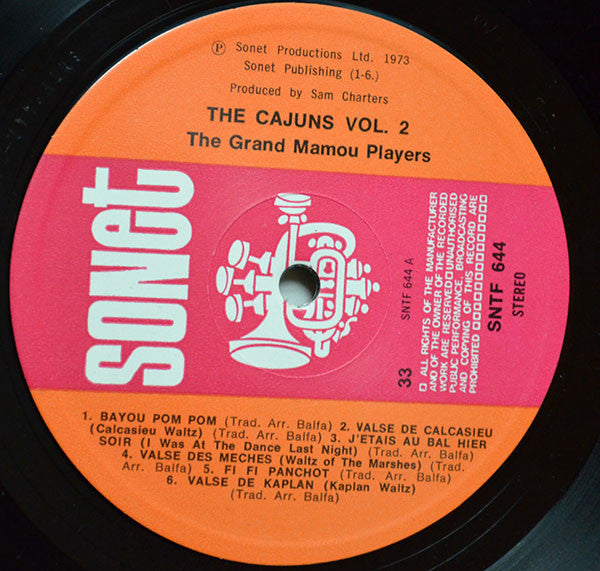 ℗ Sonet Productions Ltd. 1973
Sonet Publishing (1-6.)
Produced by Sam Charters
THE CAJUNS VOL. 2
The Grand Mamou Players
sonet
SNTF 644 A
33
□ ALL RIGHTS OF THE MANUFACTURER
AND OF THE OWNER OF THE RECORDED
WORK ARE RESERVED □ UNAUTHORISED
PUBLIC PERFORMANCE, BROADCASTING
AND COPYING OF THIS RECORD ARE
PROHIBITED □□□□□□□□□□□□
SNTF 644
STEREO
1. BAYOU POM POM (Trad. Arr. Balfa) 2. VALSE DE CALCASIEU
(Calcasieu Waltz) (Trad. Arr. Balfa) 3. J'ETAIS AU BAL HIER
SOIR (I Was At The Dance Last Night) (Trad. Arr. Balfa)
4. VALSE DES MECHES (Waltz of The Marshes) (Trad.
Arr. Balfa) 5. FI FI PANCHOT (Trad. Arr. Balfa)
6. VALSE DE KAPLAN (Kaplan Waltz)
(Trad. Arr. Balfa)